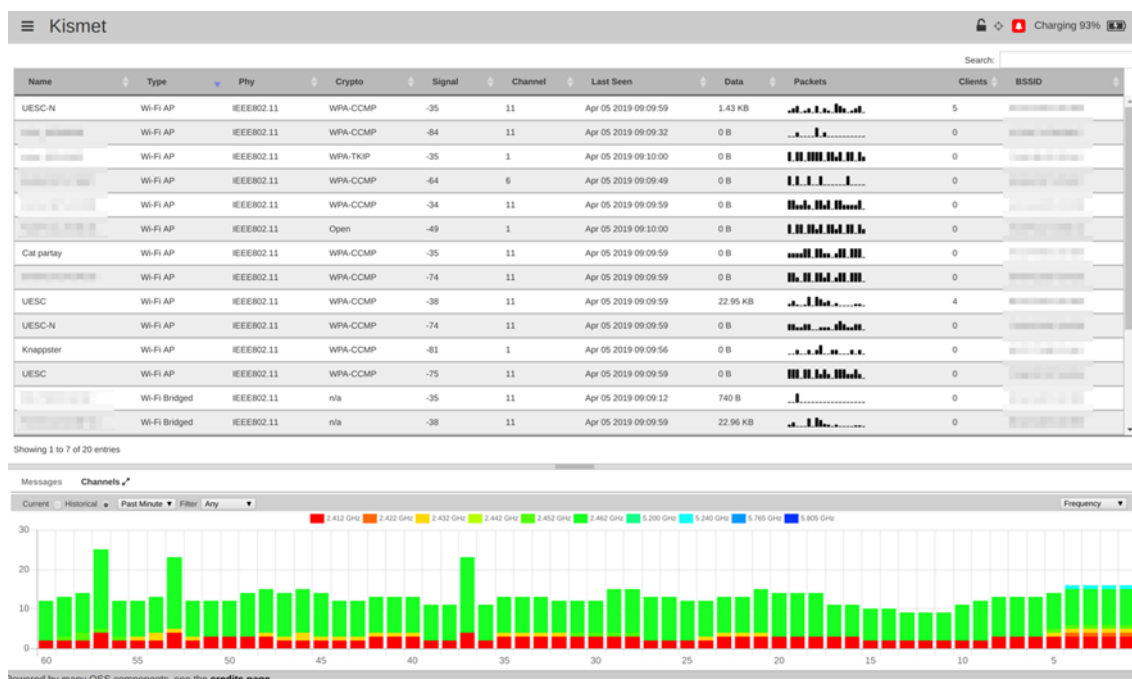 Kismet Charging 93%
Search:
Name Type Phy Crypto Signal Channel Last Seen Data Packets Clients BSSID
UESC-N Wi-Fi AP IEEE802.11 WPA-CCMP -35 11 Apr 05 2019 09:09:59 1.43 KB 5
Wi-Fi AP IEEE802.11 WPA-CCMP -84 11 Apr 05 2019 09:09:32 0 B 0
Wi-Fi AP IEEE802.11 WPA-TKIP -35 1 Apr 05 2019 09:10:00 0 B 0
Wi-Fi AP IEEE802.11 WPA-CCMP -64 6 Apr 05 2019 09:09:49 0 B 0
Wi-Fi AP IEEE802.11 WPA-CCMP -34 11 Apr 05 2019 09:09:59 0 B 0
Wi-Fi AP IEEE802.11 Open -49 1 Apr 05 2019 09:10:00 0 B 0
Cat partay Wi-Fi AP IEEE802.11 WPA-CCMP -35 11 Apr 05 2019 09:09:59 0 B 0
Wi-Fi AP IEEE802.11 WPA-CCMP -74 11 Apr 05 2019 09:09:59 0 B 0
UESC Wi-Fi AP IEEE802.11 WPA-CCMP -38 11 Apr 05 2019 09:09:59 22.95 KB 4
UESC-N Wi-Fi AP IEEE802.11 WPA-CCMP -74 11 Apr 05 2019 09:09:59 0 B 0
Knappster Wi-Fi AP IEEE802.11 WPA-CCMP -81 1 Apr 05 2019 09:09:56 0 B 0
UESC Wi-Fi AP IEEE802.11 WPA-CCMP -75 11 Apr 05 2019 09:09:59 0 B 0
Wi-Fi Bridged IEEE802.11 n/a -35 11 Apr 05 2019 09:09:12 740 B 0
Wi-Fi Bridged IEEE802.11 n/a -38 11 Apr 05 2019 09:09:59 22.96 KB 0
Showing 1 to 7 of 20 entries
Messages Channels
Current Historical Past Minute Filter Any Frequency
2.412 GHz 2.422 GHz 2.432 GHz 2.442 GHz 2.452 GHz 2.462 GHz 5.200 GHz 5.240 GHz 5.765 GHz 5.805 GHz
30
20
10
0
60 55 50 45 40 35 30 25 20 15 10 5
Powered by many OSS components, see the credits page